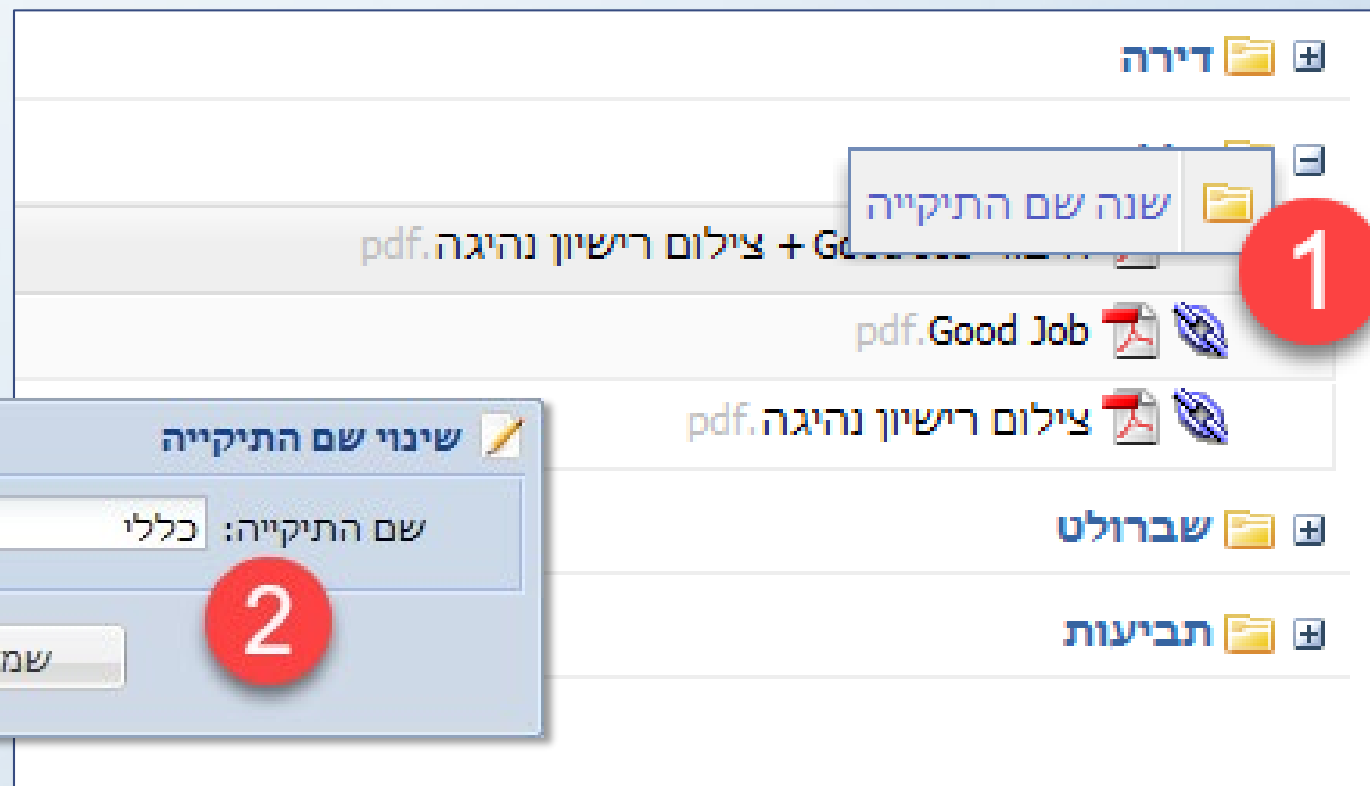 דירה
שנה שם התיקייה
1
+ צילום רישיון נהיגה.pdf
Good Job.pdf
צילום רישיון נהיגה.pdf
שינוי שם התיקייה
שם התיקייה: כללי
2
שברולט
תביעות